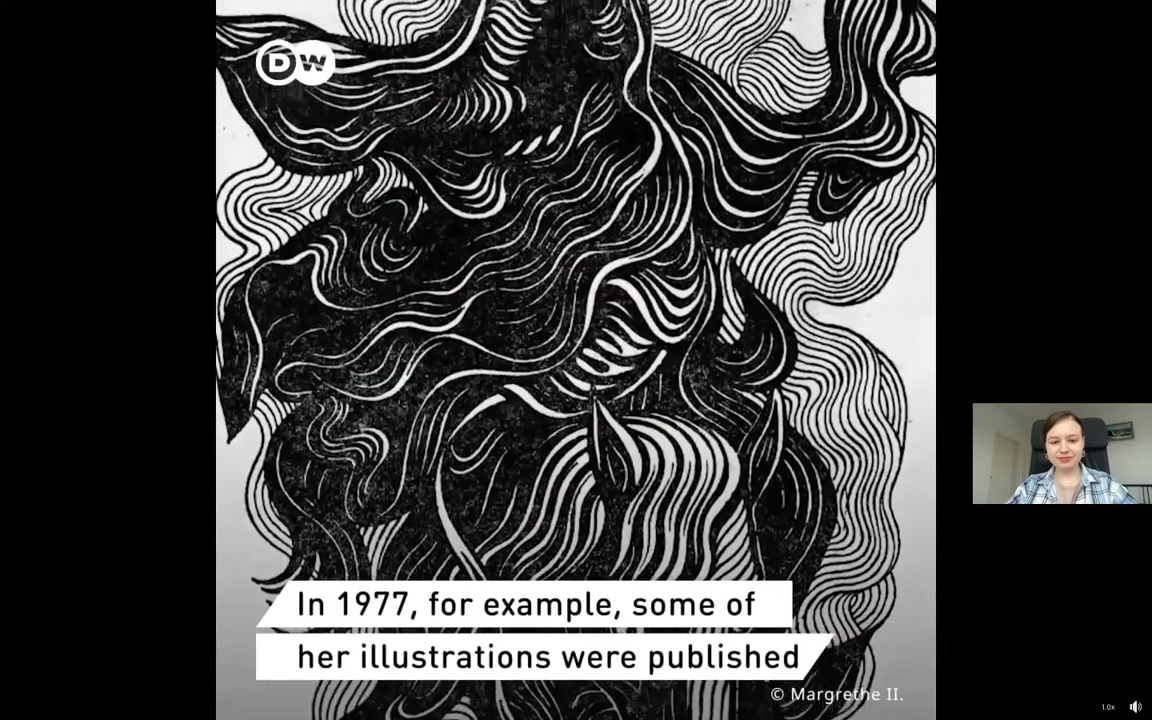 DW
In 1977, for example, some of
her illustrations were published
© Margrethe II.
1.0x